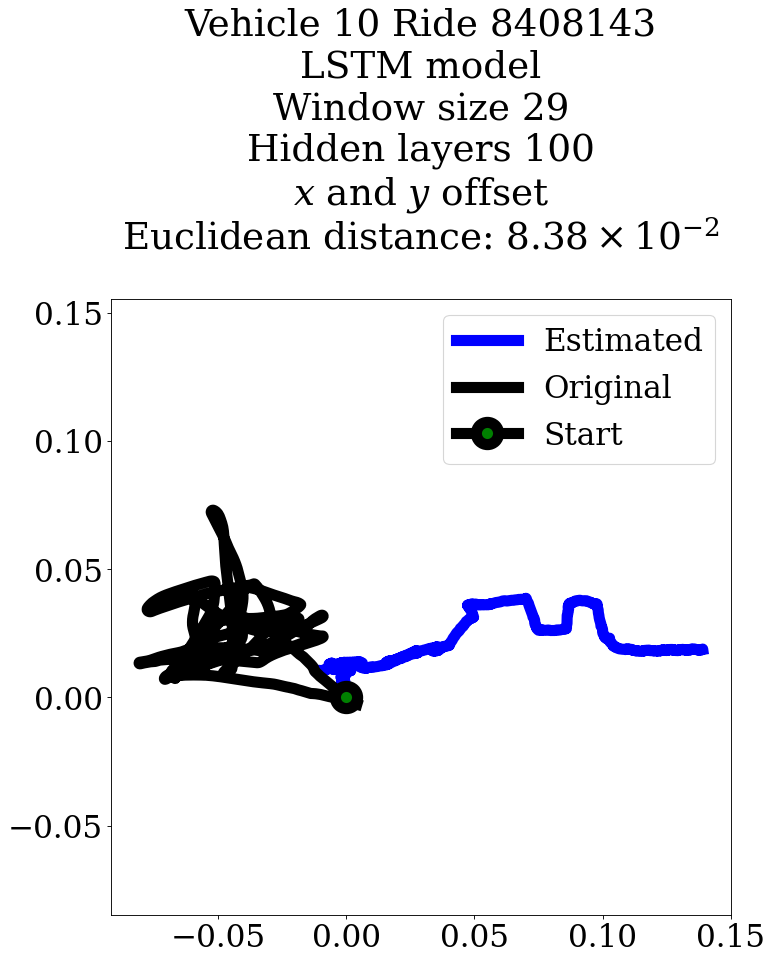 Vehicle 10 Ride 8408143
LSTM model
Window size 29
Hidden layers 100
x and y offset
Euclidean distance: 8.38 × 10⁻²
Estimated
Original
Start
0.15
0.10
0.05
0.00
−0.05
−0.05 0.00 0.05 0.10 0.15